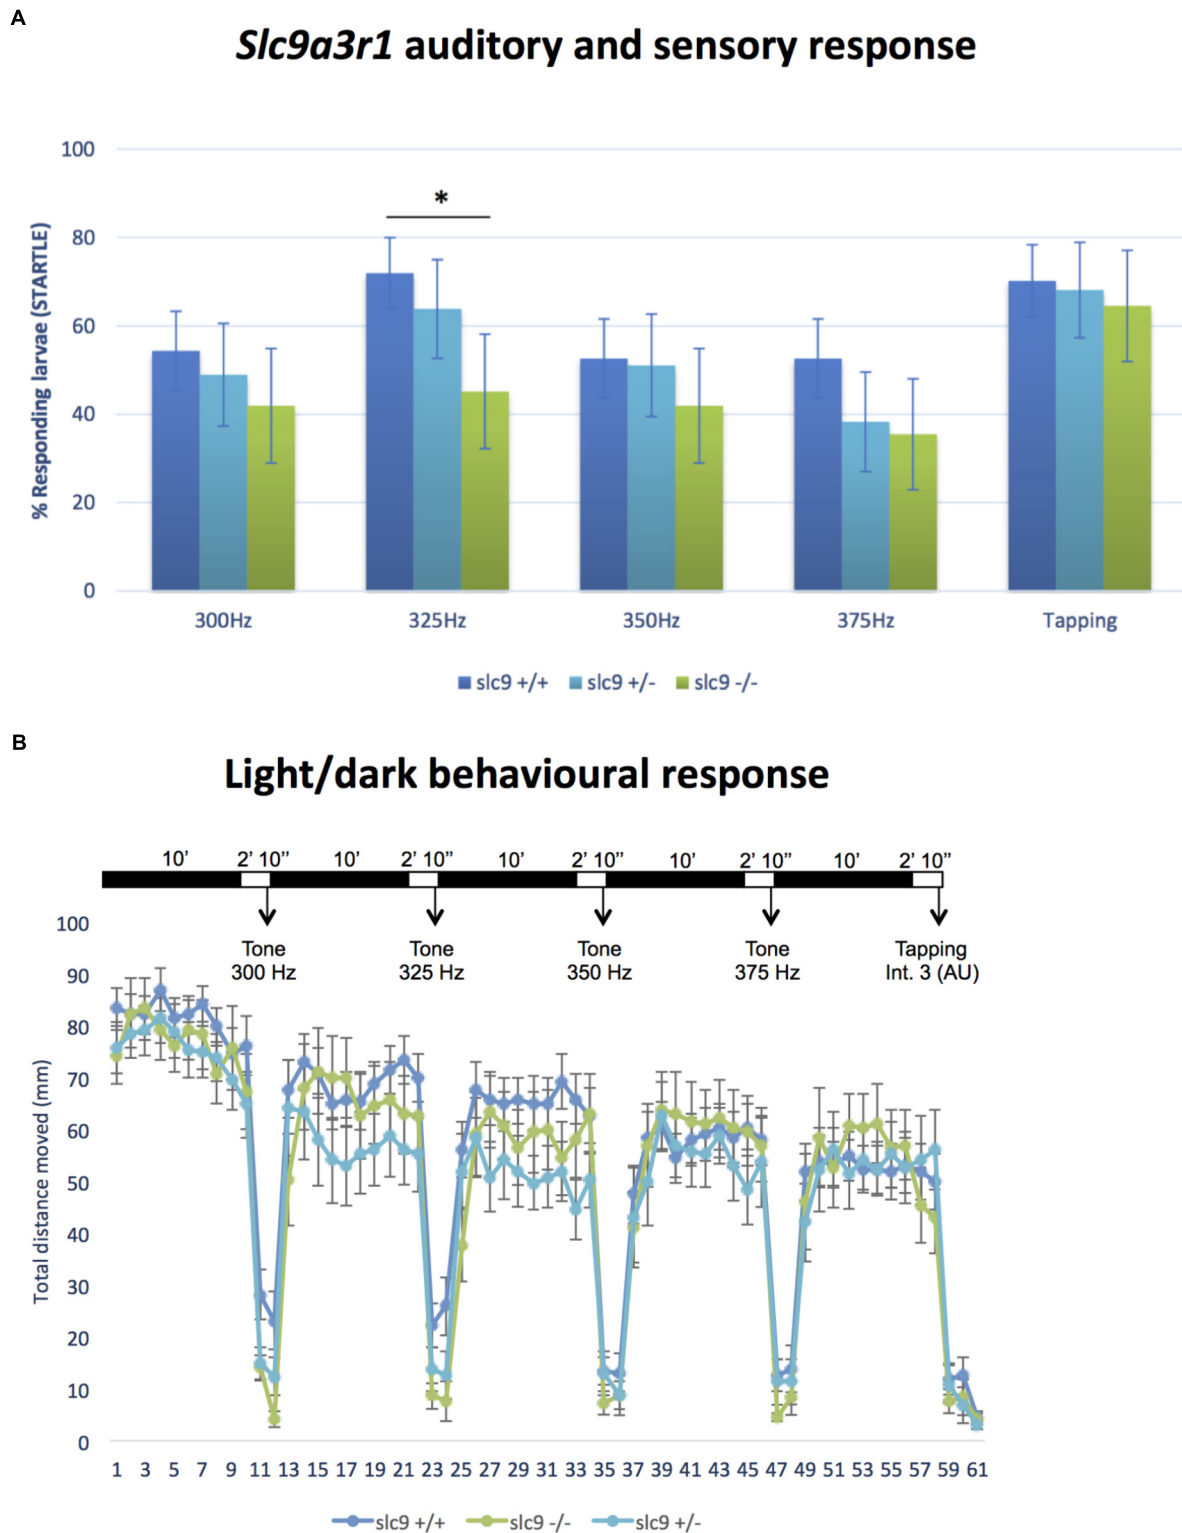 A
Slc9a3r1 auditory and sensory response
% Responding larvae (STARTLE)
100
80
60
40
20
0
*
300Hz 325Hz 350Hz 375Hz Tapping
slc9 +/+ slc9 +/- slc9 -/-
B
Light/dark behavioural response
10' 2' 10" 10' 2' 10" 10' 2' 10" 10' 2' 10" 10' 2' 10"
Tone Tone Tone Tone Tapping
300 Hz 325 Hz 350 Hz 375 Hz Int. 3 (AU)
Total distance moved (mm)
100
90
80
70
60
50
40
30
20
10
0
1 3 5 7 9 11 13 15 17 19 21 23 25 27 29 31 33 35 37 39 41 43 45 47 49 51 53 55 57 59 61
slc9 +/+ slc9 -/- slc9 +/-